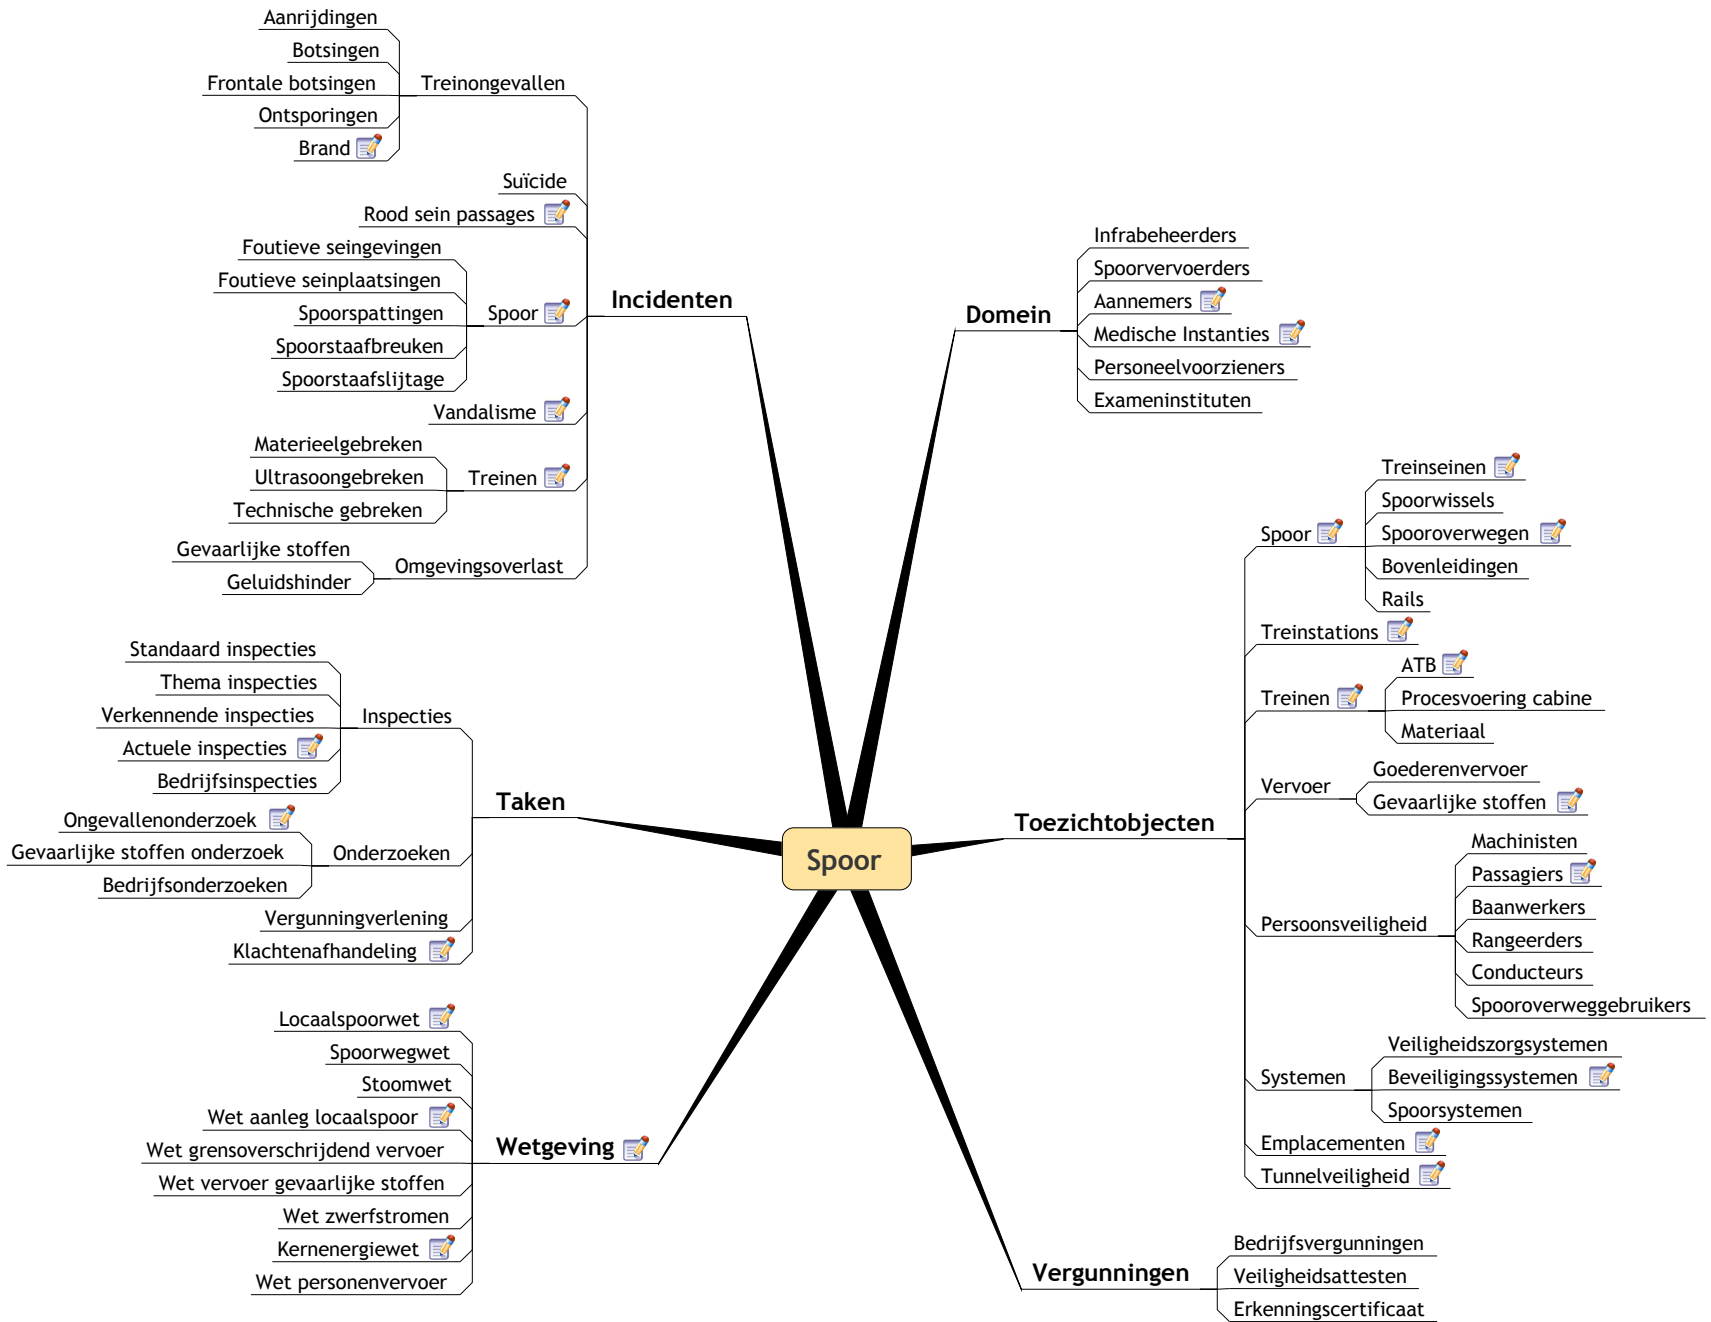 Aanrijdingen
Botsingen
Frontale botsingen
Ontsporingen
Brand
Treinongevallen
Suïcide
Rood sein passages
Foutieve seingevingen
Foutieve seinplaatsingen
Spoorspattingen
Spoorstaafbreuken
Spoorstaafslijtage
Spoor
Vandalisme
Materieelgebreken
Ultrasoongebreken
Technische gebreken
Treinen
Gevaarlijke stoffen
Geluidshinder
Omgevingsoverlast
Incidenten
Standaard inspecties
Thema inspecties
Verkennende inspecties
Actuele inspecties
Bedrijfsinspecties
Inspecties
Ongevallenonderzoek
Gevaarlijke stoffen onderzoek
Bedrijfsonderzoeken
Onderzoeken
Vergunningverlening
Klachtenafhandeling
Taken
Locaalspoorwet
Spoorwegwet
Stoomwet
Wet aanleg locaalspoor
Wet grensoverschrijdend vervoer
Wet vervoer gevaarlijke stoffen
Wet zwerfstromen
Kernenergiewet
Wet personenvervoer
Wetgeving
Spoor
Domein
Infrabeheerders
Spoorvervoerders
Aannemers
Medische Instanties
Personeelvoorzieners
Exameninstituten
Toezichtobjecten
Spoor
Treinseinen
Spoorwissels
Spooroverwegen
Bovenleidingen
Rails
Treinstations
Treinen
ATB
Procesvoering cabine
Materiaal
Vervoer
Goederenvervoer
Gevaarlijke stoffen
Persoonsveiligheid
Machinisten
Passagiers
Baanwerkers
Rangeerders
Conducteurs
Spooroverweggebruikers
Systemen
Veiligheidszorgsystemen
Beveiligingssystemen
Spoorsystemen
Emplacementen
Tunnelveiligheid
Vergunningen
Bedrijfsvergunningen
Veiligheidsattesten
Erkenningscertificaat